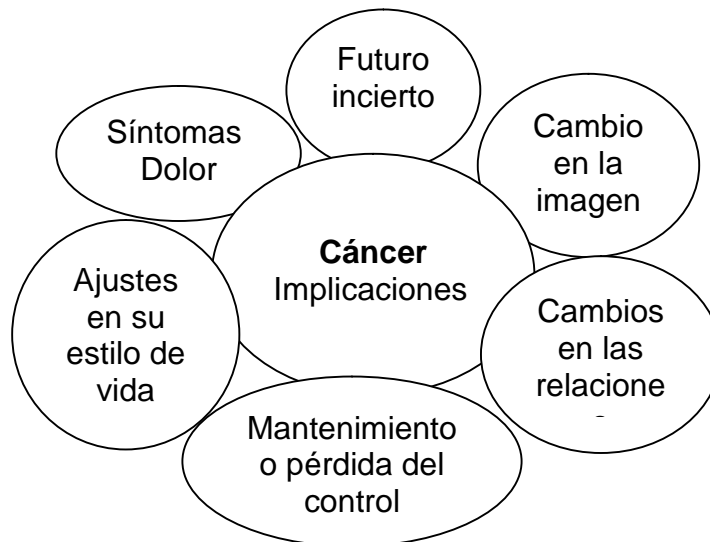 Futuro
incierto
Síntomas
Dolor
Cambio
en la
imagen
Cáncer
Implicaciones
Ajustes
en su
estilo de
vida
Cambios
en las
relacione
Mantenimiento
o pérdida del
control